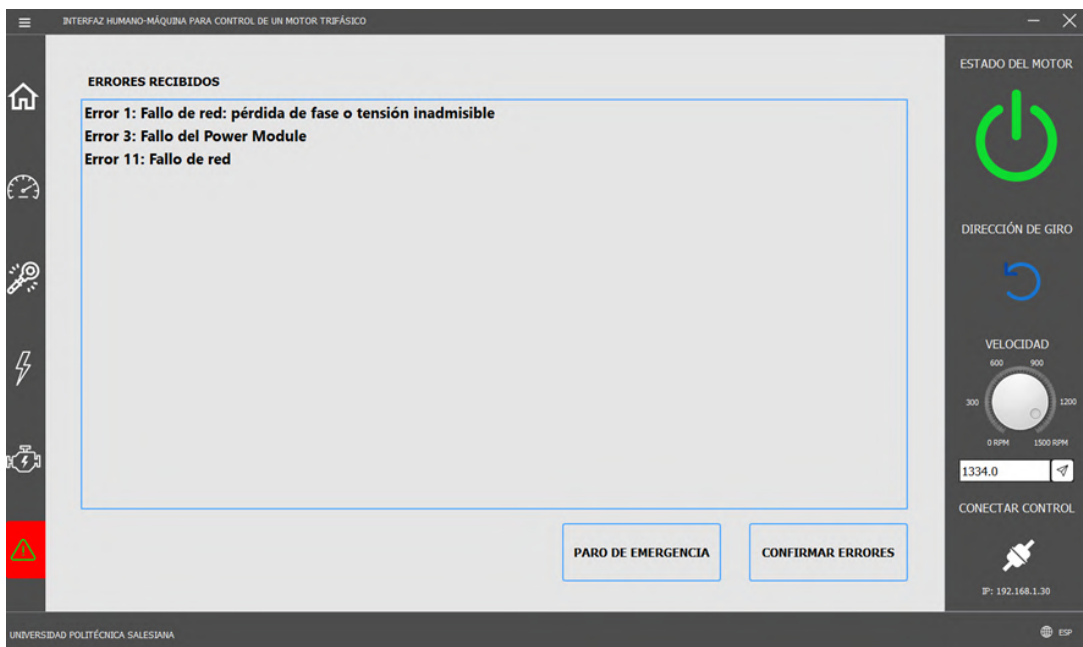 INTERFAZ HUMANO-MÁQUINA PARA CONTROL DE UN MOTOR TRIFÁSICO
ERRORES RECIBIDOS
Error 1: Fallo de red: pérdida de fase o tensión inadmisible
Error 3: Fallo del Power Module
Error 11: Fallo de red
PARO DE EMERGENCIA
CONFIRMAR ERRORES
ESTADO DEL MOTOR
DIRECCIÓN DE GIRO
VELOCIDAD
600 900
300 1200
0 RPM 1500 RPM
1334.0
CONECTAR CONTROL
IP: 192.168.1.30
UNIVERSIDAD POLITÉCNICA SALESIANA
ESP